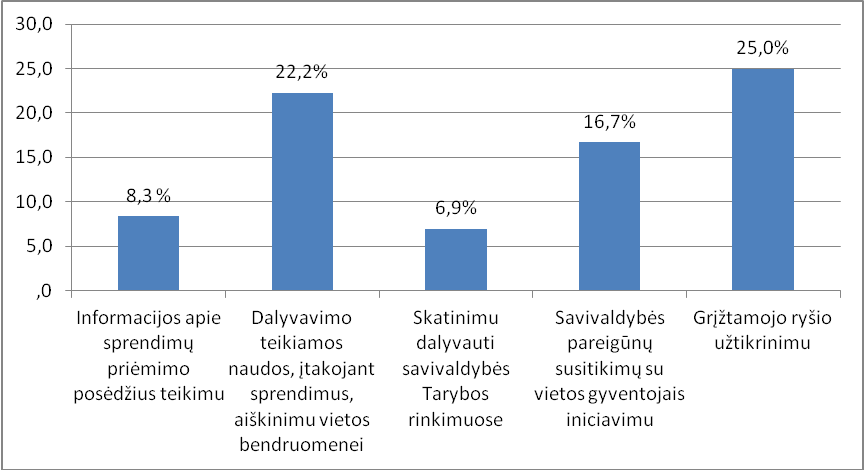 30,0
25,0
20,0
15,0
10,0
5,0
,0
8,3 %
22,2%
6,9%
16,7%
25,0%
Informacijos apie
sprendimų
priėmimo
posėdžius teikimu
Dalyvavimo
teikiamos
naudos, įtakojant
sprendimus,
aiškinimu vietos
bendruomenei
Skatinimu
dalyvauti
savivaldybės
Tarybos
rinkimuose
Savivaldybės
pareigūnų
susitikimų su
vietos gyventojais
iniciavimu
Grįžtamojo ryšio
užtikrinimu